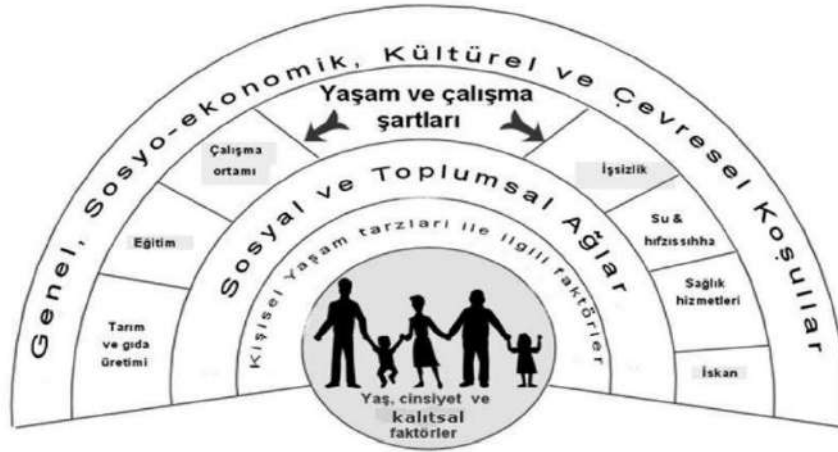 Genel, Sosyo-ekonomik, Kültürel ve Çevresel Koşullar
Yaşam ve çalışma
şartları
Çalışma
ortamı
Eğitim
Tarım
ve gıda
üretimi
İşsizlik
Su &
hıfzıssıhha
Sağlık
hizmetleri
İskan
Sosyal ve Toplumsal Ağlar
Kişisel Yaşam tarzlari ile ilgili faktörler
Yaş, cinsiyet ve
kalıtsal
faktörler